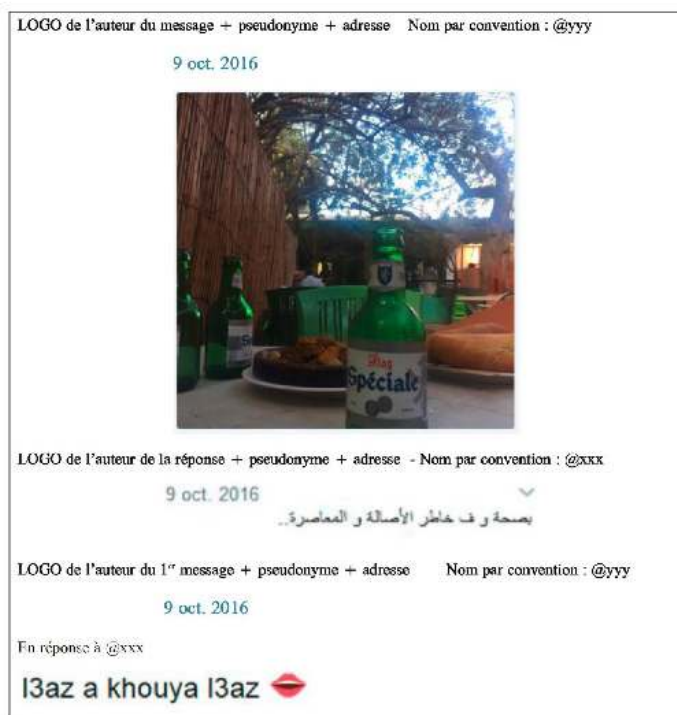 LOGO de l’auteur du message + pseudonyme + adresse Nom par convention : @yyy
9 oct. 2016
Stag
Spéciale
LOGO de l’auteur de la réponse + pseudonyme + adresse - Nom par convention : @xxx
9 oct. 2016
بصحة و ف خاطر الأصالة و المعاصرة..
LOGO de l’auteur du 1er message + pseudonyme + adresse Nom par convention : @yyy
9 oct. 2016
En réponse à @xxx
l3az a khouya l3az 👄